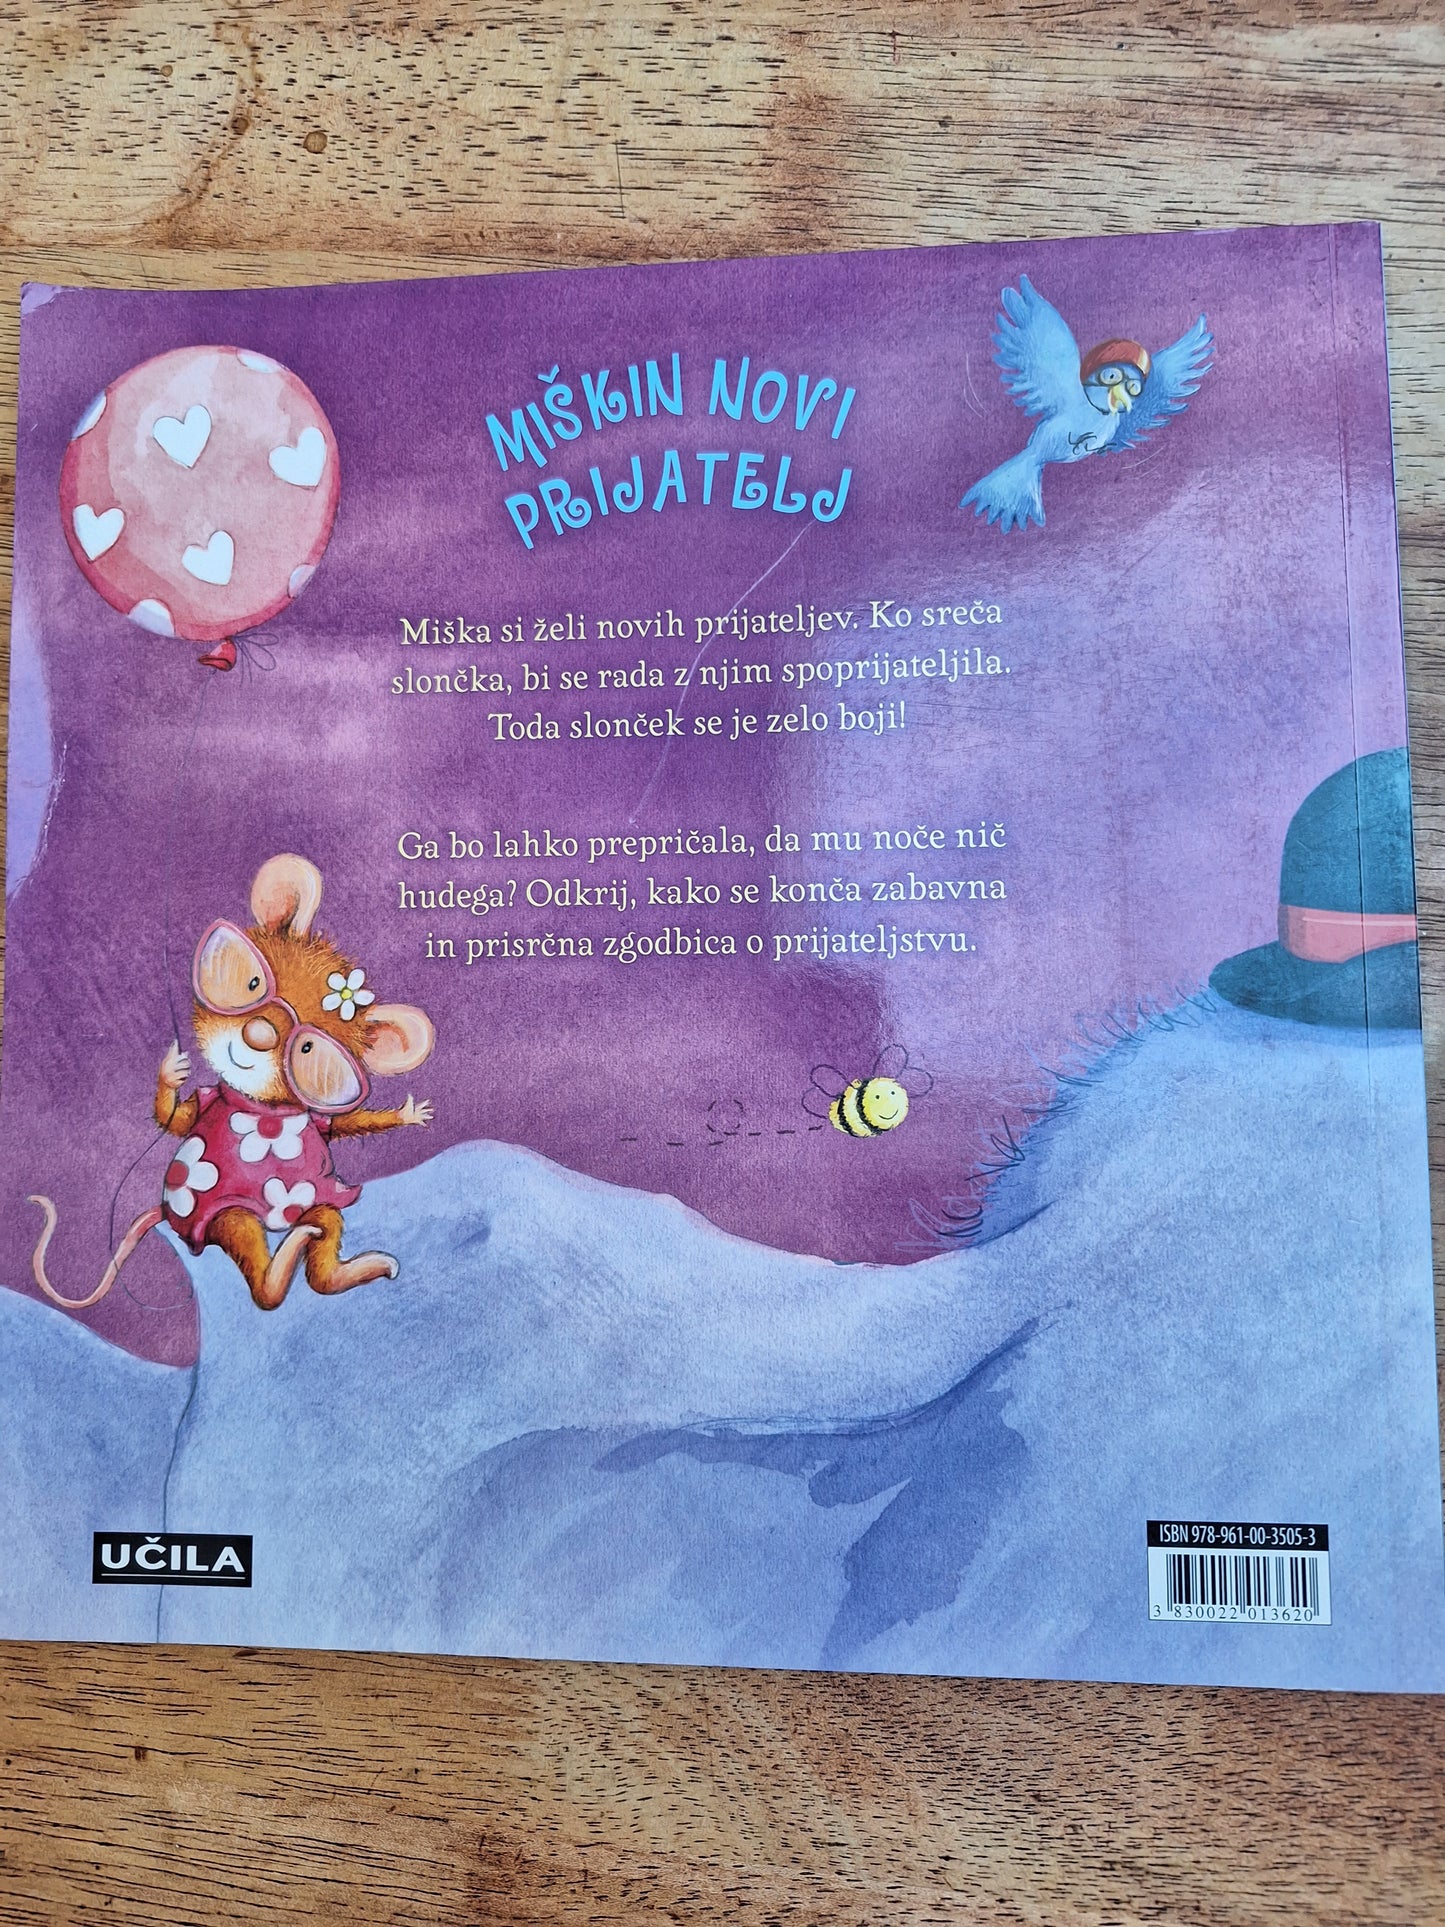 MIŠKIN NOVI
PRIJATELJ
Miška si želi novih prijateljev. Ko sreča
slončka, bi se rada z njim spoprijateljila.
Toda slonček se je zelo boji!
Ga bo lahko prepričala, da mu noče nič
hudega? Odkrij, kako se konča zabavna
in prisrčna zgodbica o prijateljstvu.
UČILA
ISBN 978-961-00-3505-3
3 830022 013620